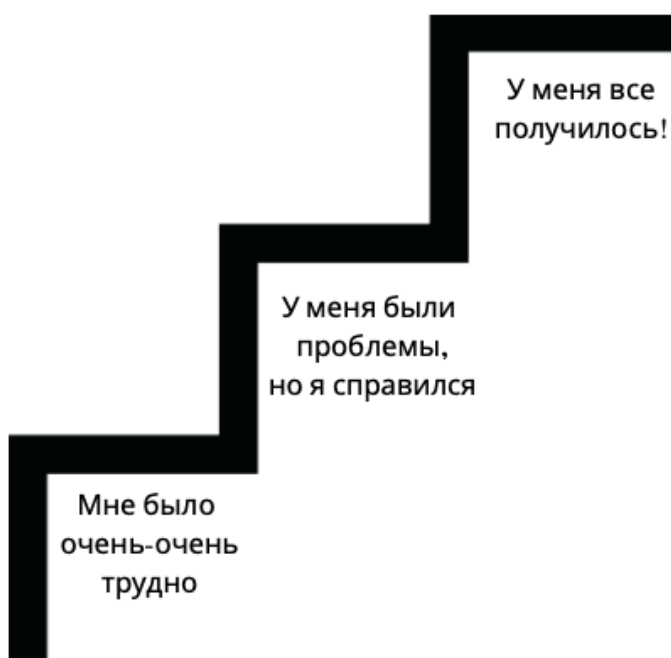 У меня все
получилось!
У меня были
проблемы,
но я справился
Мне было
очень-очень
трудно